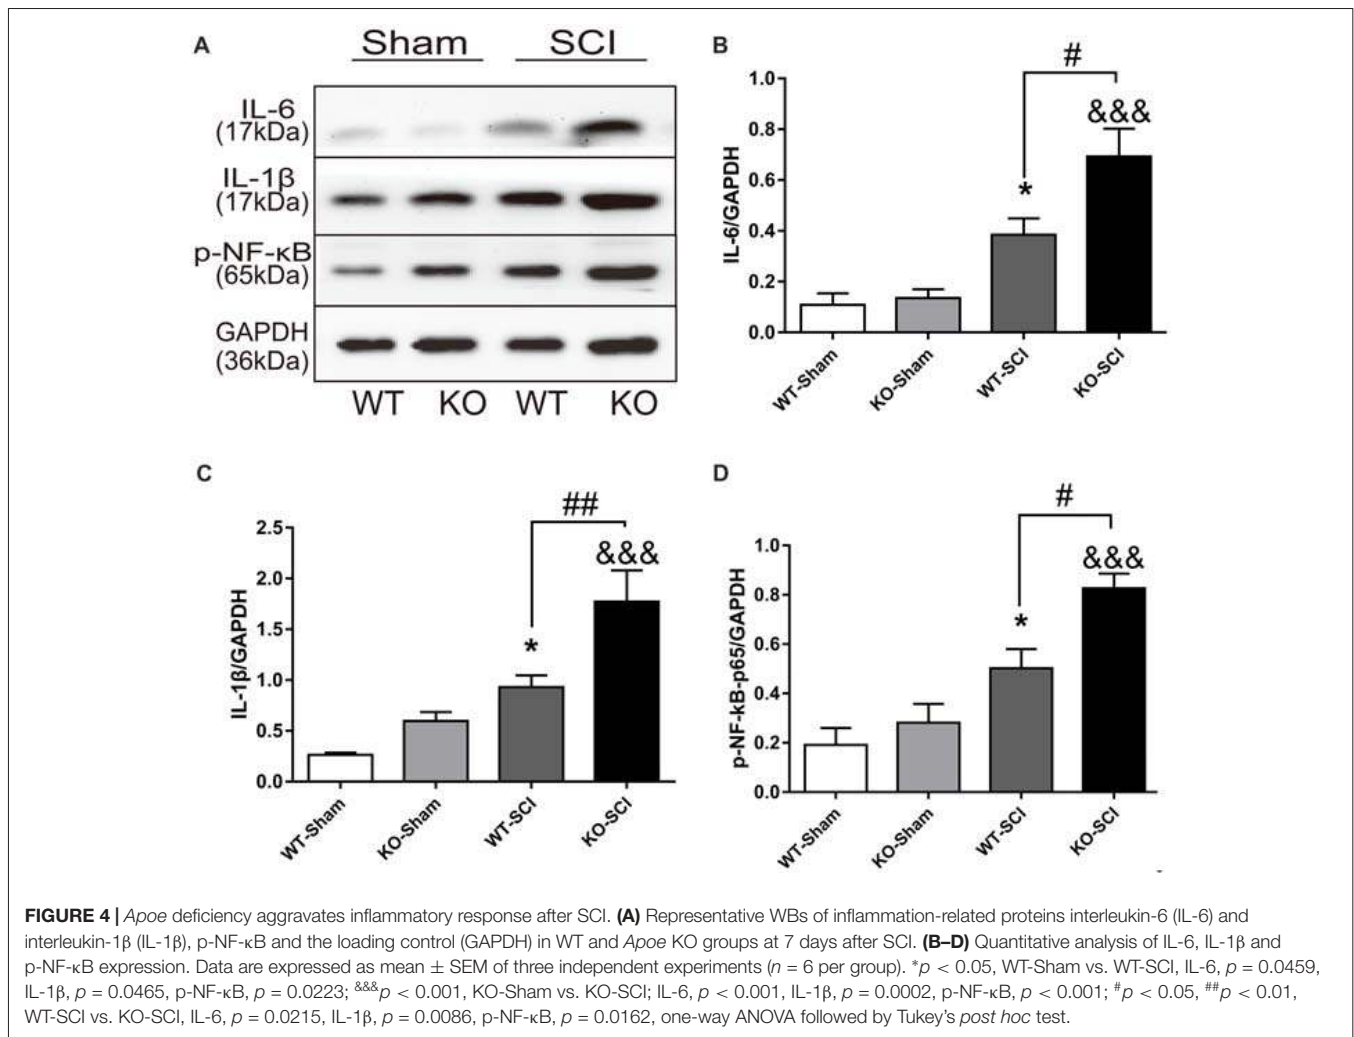 A
Sham SCI
IL-6
(17kDa)
IL-1β
(17kDa)
p-NF-κB
(65kDa)
GAPDH
(36kDa)
WT KO WT KO
B
#
&&&
*
IL-6/GAPDH
1.0
0.8
0.6
0.4
0.2
0.0
WT-Sham KO-Sham WT-SCI KO-SCI
C
##
&&&
*
IL-1β/GAPDH
2.5
2.0
1.5
1.0
0.5
0.0
WT-Sham KO-Sham WT-SCI KO-SCI
D
#
&&&
*
p-NF-kB-p65/GAPDH
1.0
0.8
0.6
0.4
0.2
0.0
WT-Sham KO-Sham WT-SCI KO-SCI
FIGURE 4 | Apoe deficiency aggravates inflammatory response after SCI. (A) Representative WBs of inflammation-related proteins interleukin-6 (IL-6) and
interleukin-1β (IL-1β), p-NF-κB and the loading control (GAPDH) in WT and Apoe KO groups at 7 days after SCI. (B–D) Quantitative analysis of IL-6, IL-1β and
p-NF-κB expression. Data are expressed as mean ± SEM of three independent experiments (n = 6 per group). *p < 0.05, WT-Sham vs. WT-SCI, IL-6, p = 0.0459,
IL-1β, p = 0.0465, p-NF-κB, p = 0.0223; &&&p < 0.001, KO-Sham vs. KO-SCI; IL-6, p < 0.001, IL-1β, p = 0.0002, p-NF-κB, p < 0.001; #p < 0.05, ##p < 0.01,
WT-SCI vs. KO-SCI, IL-6, p = 0.0215, IL-1β, p = 0.0086, p-NF-κB, p = 0.0162, one-way ANOVA followed by Tukey's post hoc test.